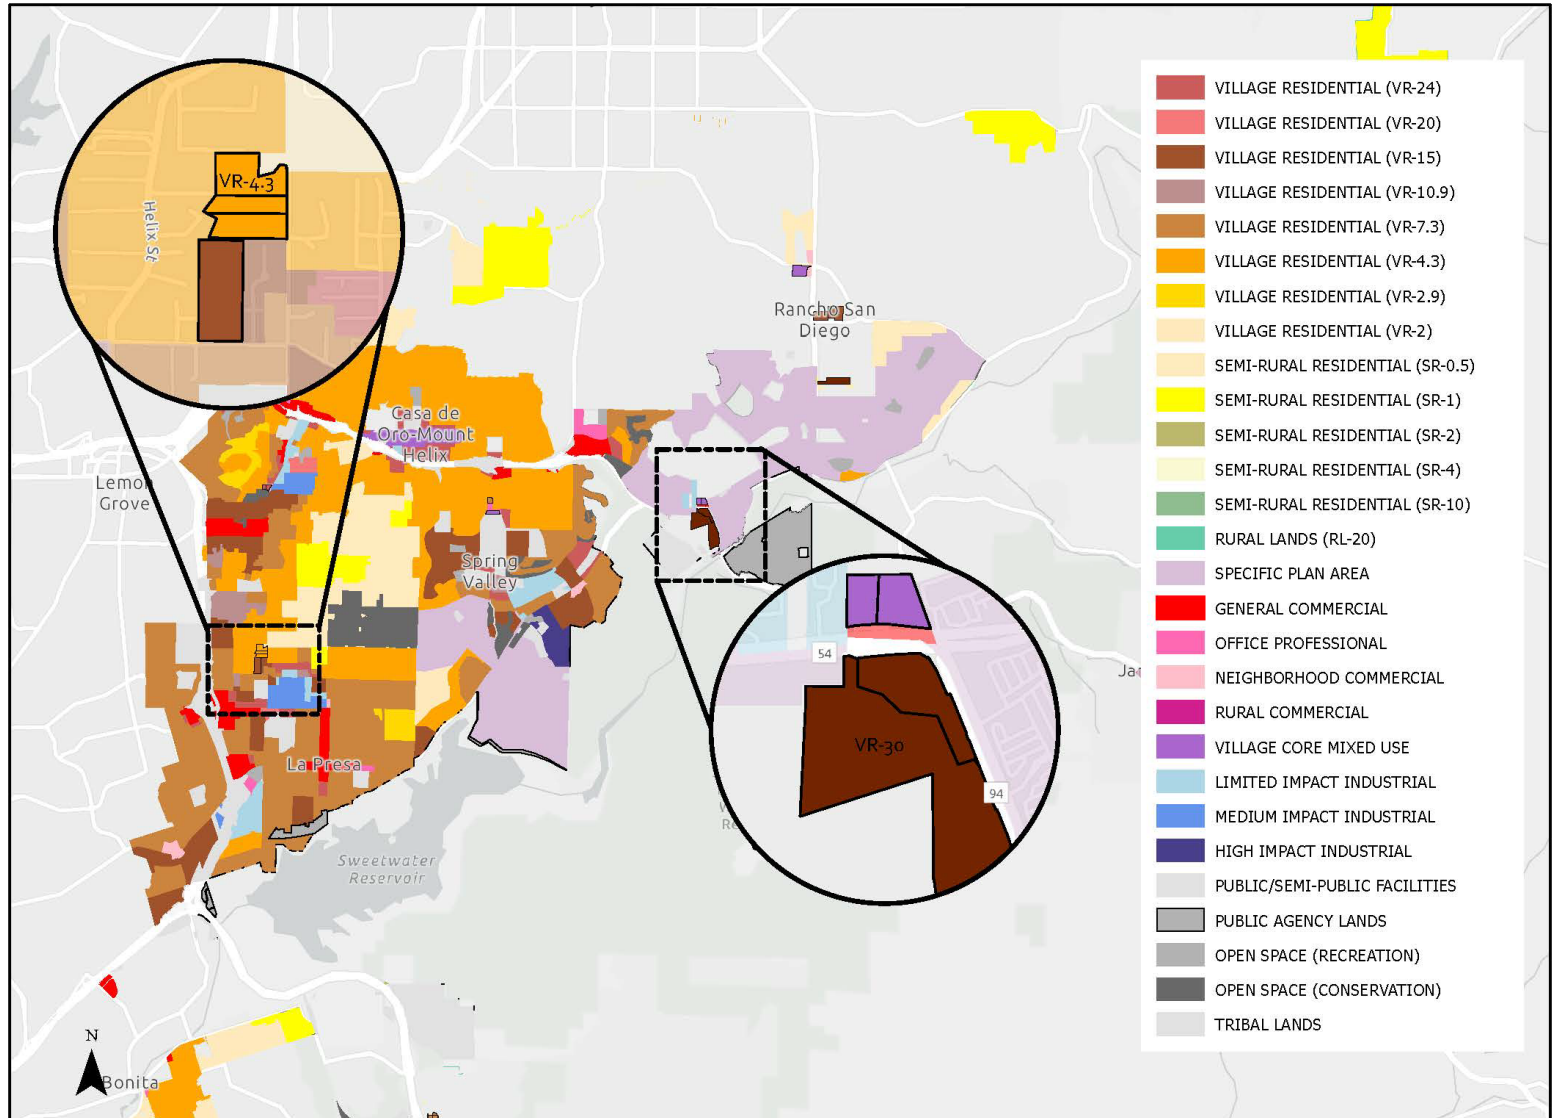 VR-4.3
Helix St
Rancho San
Diego
Casa de
Oro-Mount
Helix
Lemon
Grove
Spring
Valley
La Presa
Sweetwater
Reservoir
Bonita
N
54
VR-30
94
VILLAGE RESIDENTIAL (VR-24)
VILLAGE RESIDENTIAL (VR-20)
VILLAGE RESIDENTIAL (VR-15)
VILLAGE RESIDENTIAL (VR-10.9)
VILLAGE RESIDENTIAL (VR-7.3)
VILLAGE RESIDENTIAL (VR-4.3)
VILLAGE RESIDENTIAL (VR-2.9)
VILLAGE RESIDENTIAL (VR-2)
SEMI-RURAL RESIDENTIAL (SR-0.5)
SEMI-RURAL RESIDENTIAL (SR-1)
SEMI-RURAL RESIDENTIAL (SR-2)
SEMI-RURAL RESIDENTIAL (SR-4)
SEMI-RURAL RESIDENTIAL (SR-10)
RURAL LANDS (RL-20)
SPECIFIC PLAN AREA
GENERAL COMMERCIAL
OFFICE PROFESSIONAL
NEIGHBORHOOD COMMERCIAL
RURAL COMMERCIAL
VILLAGE CORE MIXED USE
LIMITED IMPACT INDUSTRIAL
MEDIUM IMPACT INDUSTRIAL
HIGH IMPACT INDUSTRIAL
PUBLIC/SEMI-PUBLIC FACILITIES
PUBLIC AGENCY LANDS
OPEN SPACE (RECREATION)
OPEN SPACE (CONSERVATION)
TRIBAL LANDS